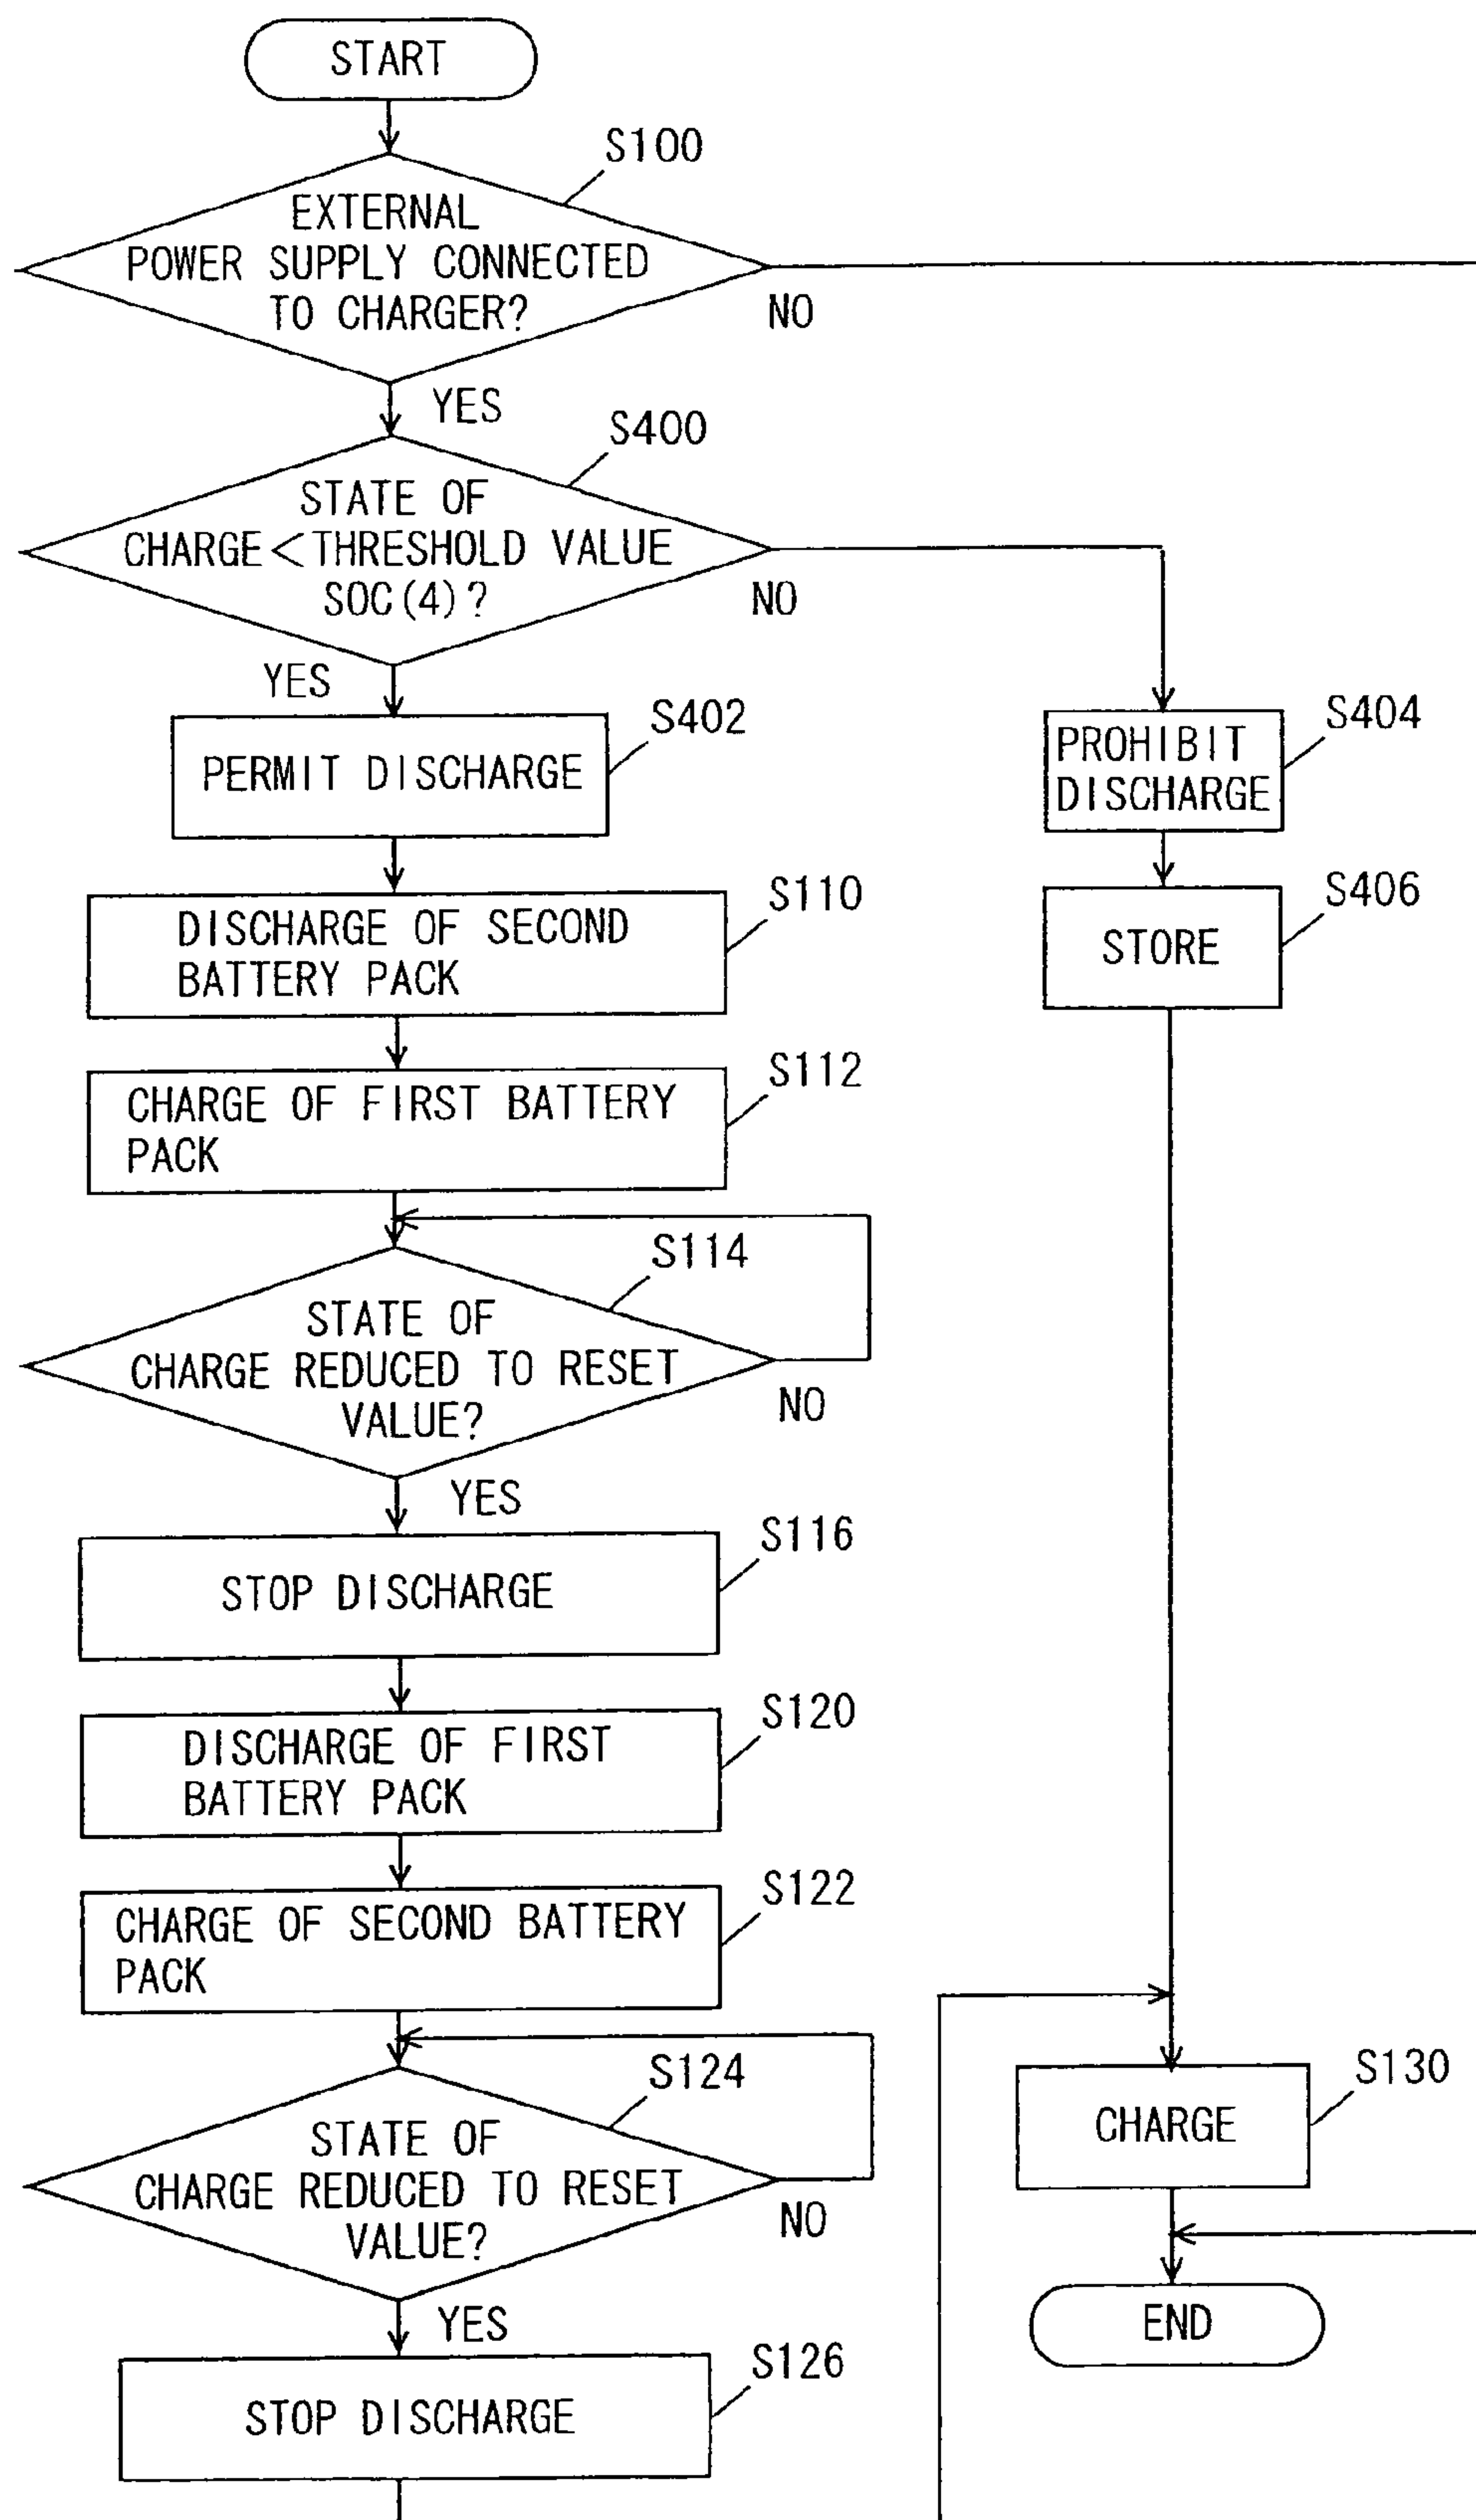 START
S100
EXTERNAL
POWER SUPPLY CONNECTED
TO CHARGER?
NO
YES
S400
STATE OF
CHARGE<THRESHOLD VALUE
SOC(4)?
NO
YES
S402
PERMIT DISCHARGE
S404
PROHIBIT
DISCHARGE
S110
DISCHARGE OF SECOND
BATTERY PACK
S406
STORE
S112
CHARGE OF FIRST BATTERY
PACK
S114
STATE OF
CHARGE REDUCED TO RESET
VALUE?
NO
YES
S116
STOP DISCHARGE
S120
DISCHARGE OF FIRST
BATTERY PACK
S122
CHARGE OF SECOND BATTERY
PACK
S124
STATE OF
CHARGE REDUCED TO RESET
VALUE?
NO
YES
S130
CHARGE
END
S126
STOP DISCHARGE